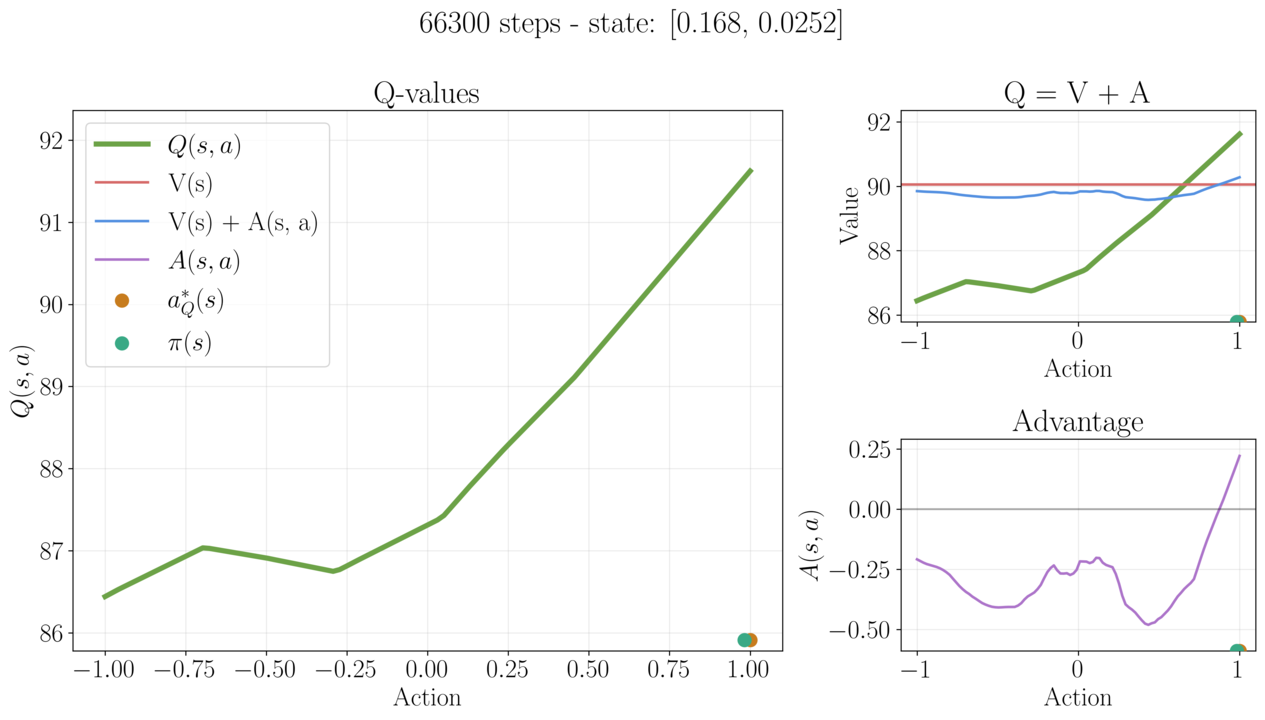 66300 steps - state: [0.168, 0.0252]
Q-values
Q(s, a)
92
91
90
89
88
87
86
−1.00
−0.75
−0.50
−0.25
0.00
0.25
0.50
0.75
1.00
Action
Q(s, a)
V(s)
V(s) + A(s, a)
A(s, a)
a*Q(s)
π(s)
Q = V + A
Value
92
90
88
86
−1
0
1
Action
Advantage
A(s, a)
0.25
0.00
−0.25
−0.50
−1
0
1
Action